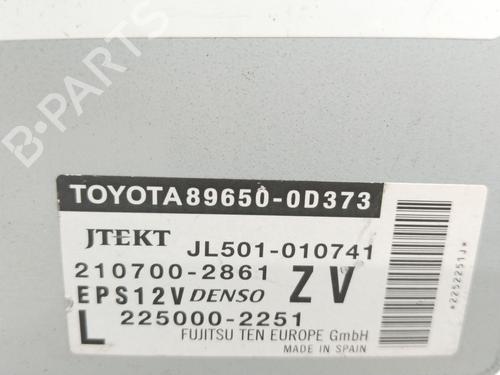 B-PARTS
TOYOTA89650-0D373
JTEKT JL501-010741
210700-2861 ZV
EPS12V DENSO
L 225000-2251
FUJITSU TEN EUROPE GmbH
MADE IN SPAIN
*2252251J*